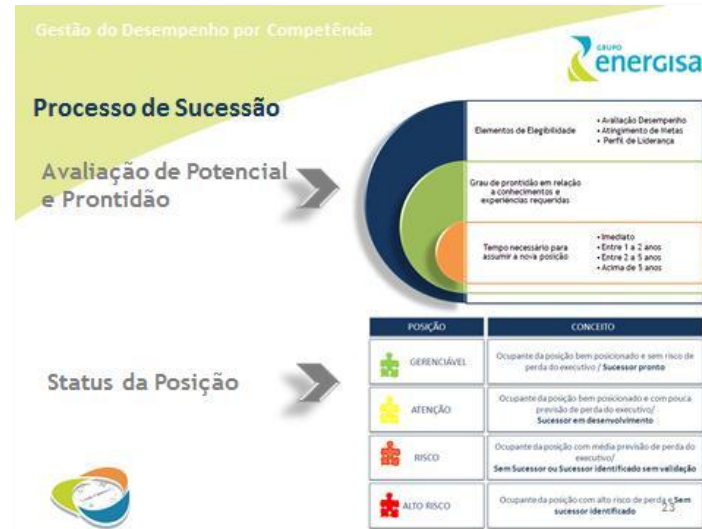 Gestão do Desempenho por Competência
GRUPO
energisa
Processo de Sucessão
Avaliação de Potencial
e Prontidão
Elementos de Elegibilidade
• Avaliação Desempenho
• Atingimento de Metas
• Perfil de Liderança
Grau de prontidão em relação
a conhecimentos e
experiências requeridas
Tempo necessário para
assumir a nova posição
• Imediato
• Entre 1 a 2 anos
• Entre 2 a 5 anos
• Acima de 5 anos
Status da Posição
POSIÇÃO
CONCEITO
GERENCIÁVEL
Ocupante da posição bem posicionado e sem risco de
perda do executivo / Sucessor pronto
ATENÇÃO
Ocupante da posição bem posicionado e com pouca
previsão de perda do executivo/
Sucessor em desenvolvimento
RISCO
Ocupante da posição com média previsão de perda do
executivo/
Sem Sucessor ou Sucessor identificado sem validação
ALTO RISCO
Ocupante da posição com alto risco de perda e Sem
sucessor identificado
23